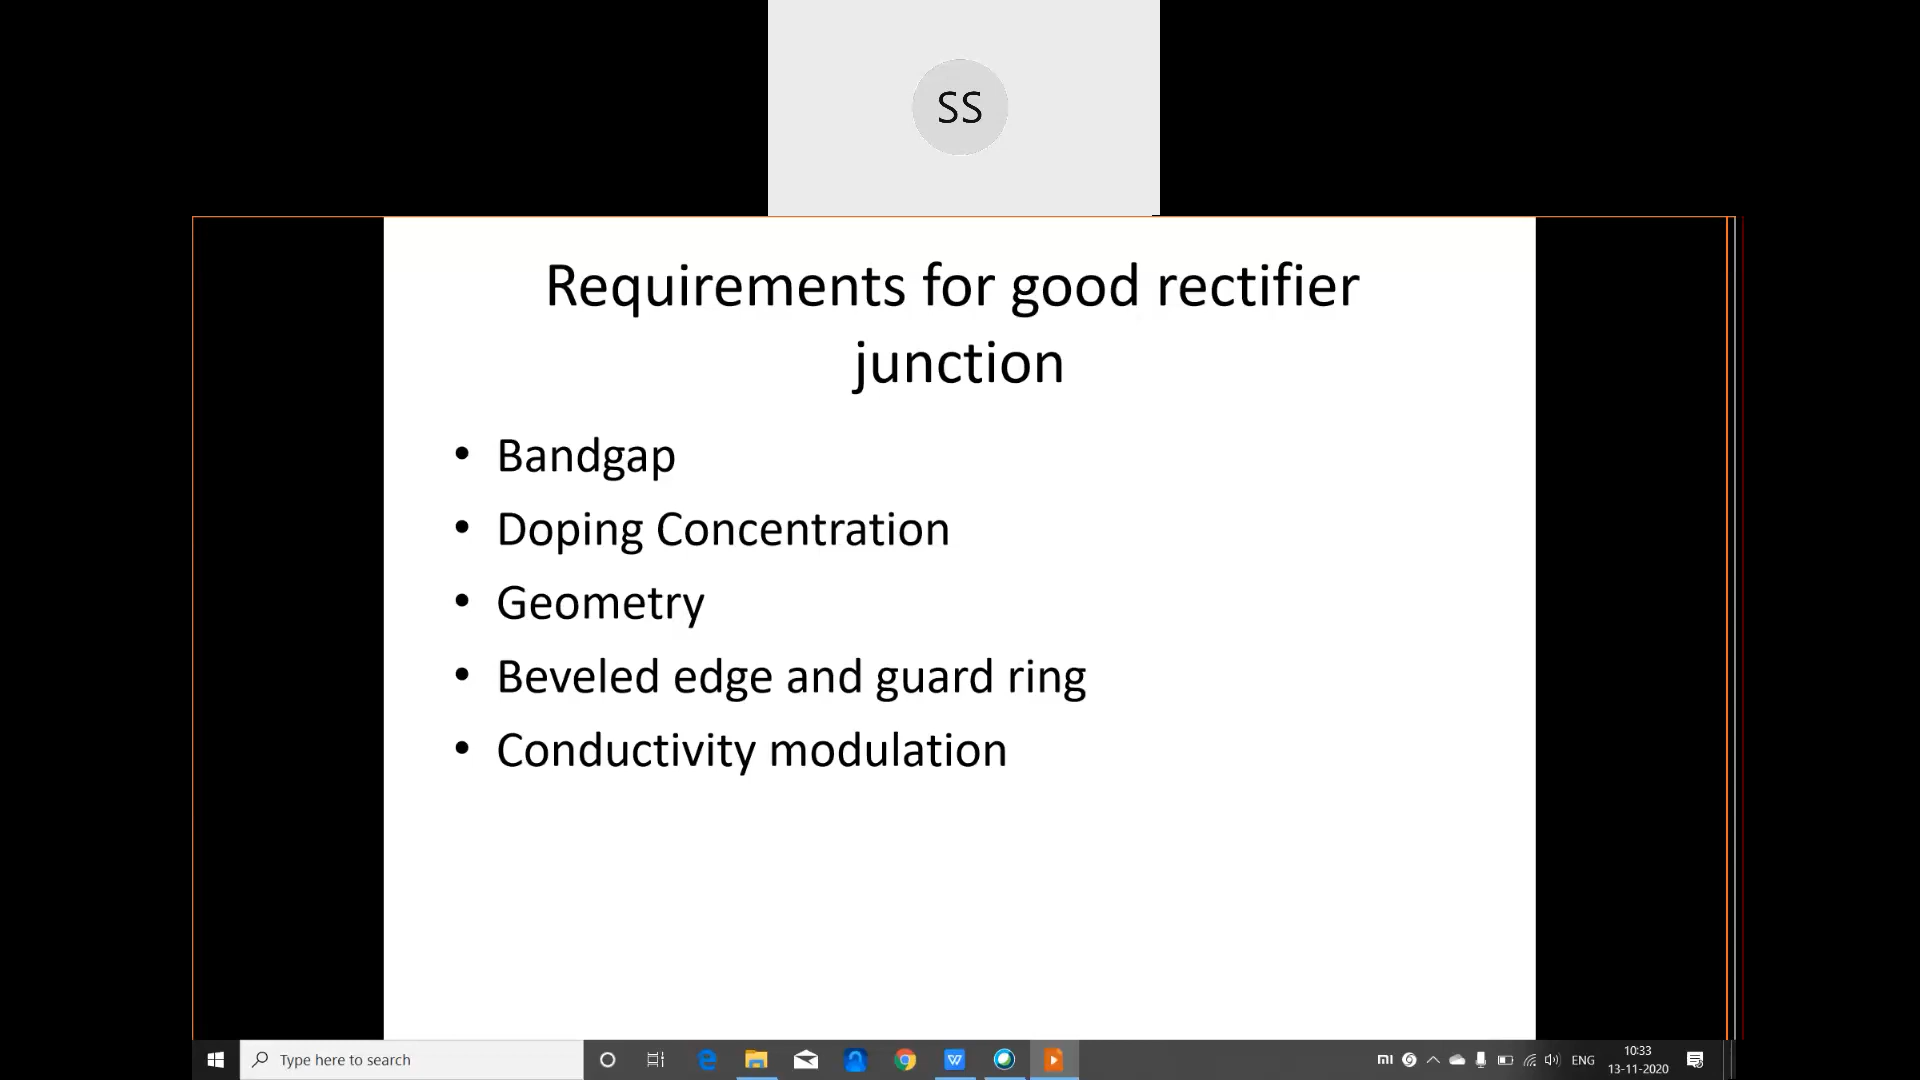 SS
Requirements for good rectifier
junction
• Bandgap
• Doping Concentration
• Geometry
• Beveled edge and guard ring
• Conductivity modulation
Type here to search
ENG
10:33
13-11-2020